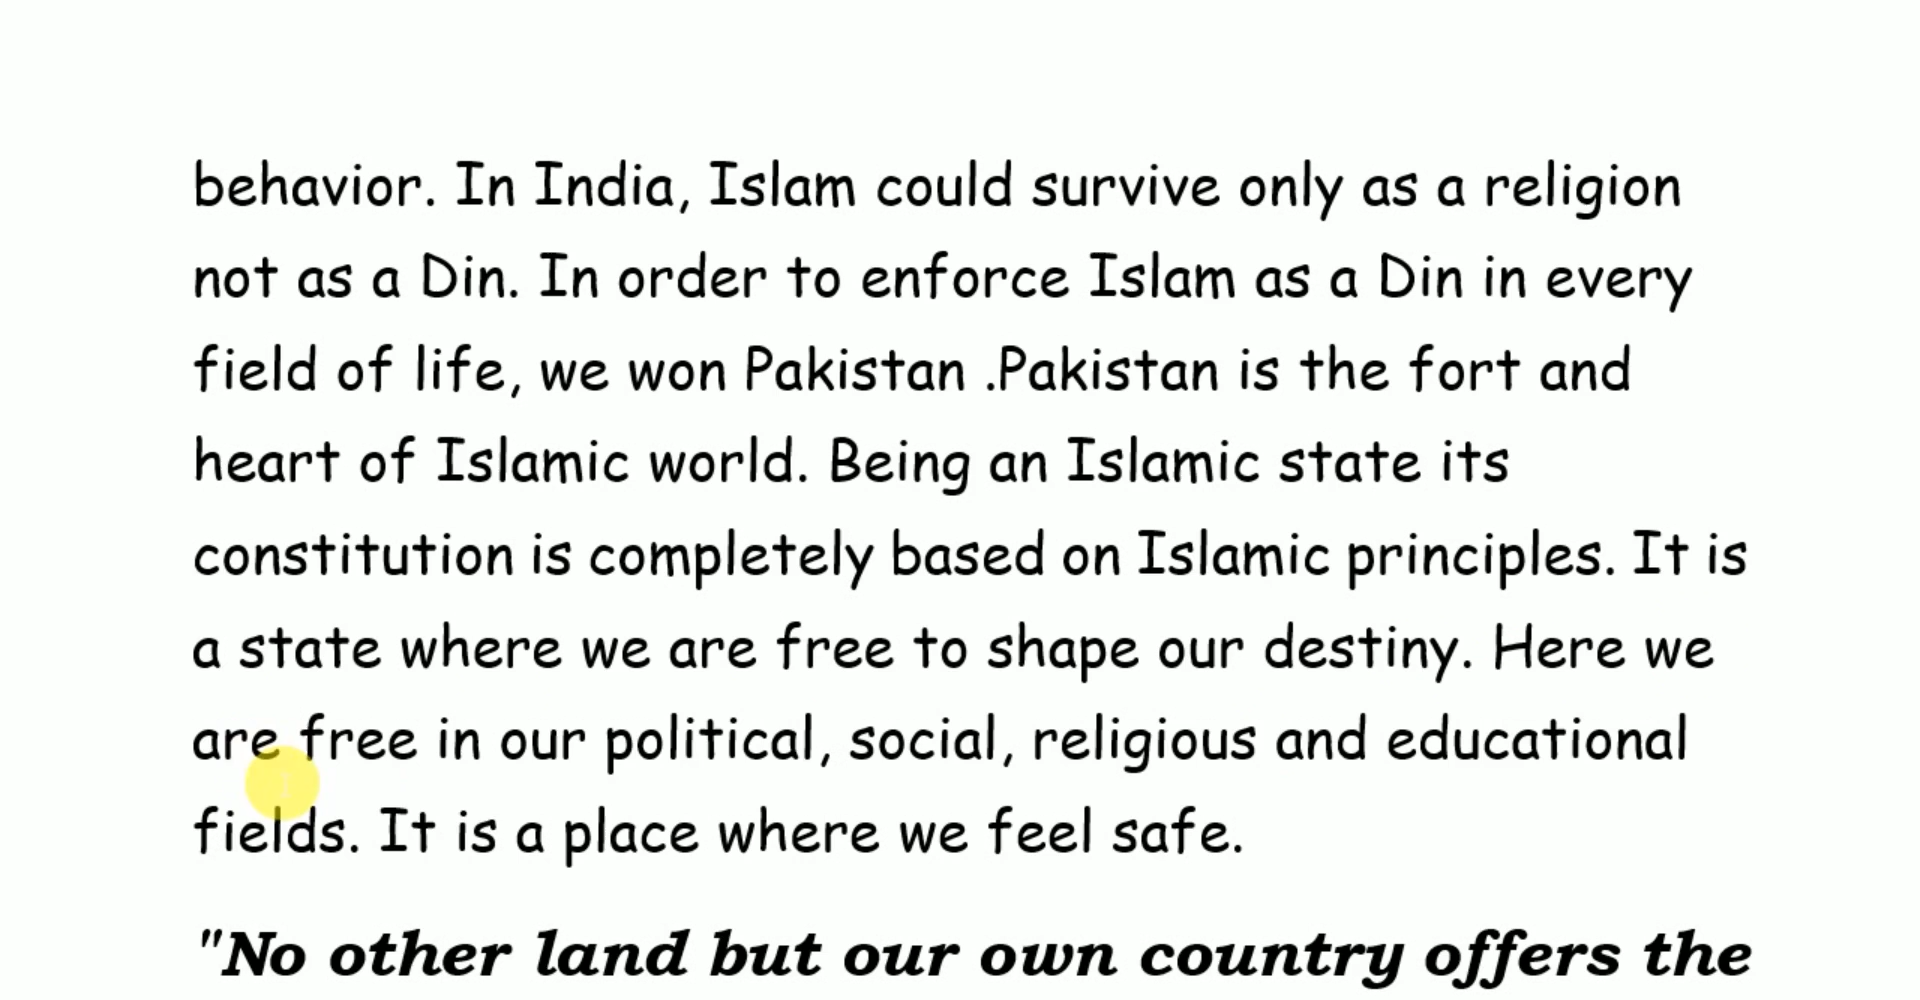 behavior. In India, Islam could survive only as a religion
not as a Din. In order to enforce Islam as a Din in every
field of life, we won Pakistan .Pakistan is the fort and
heart of Islamic world. Being an Islamic state its
constitution is completely based on Islamic principles. It is
a state where we are free to shape our destiny. Here we
are free in our political, social, religious and educational
fields. It is a place where we feel safe.
"No other land but our own country offers the